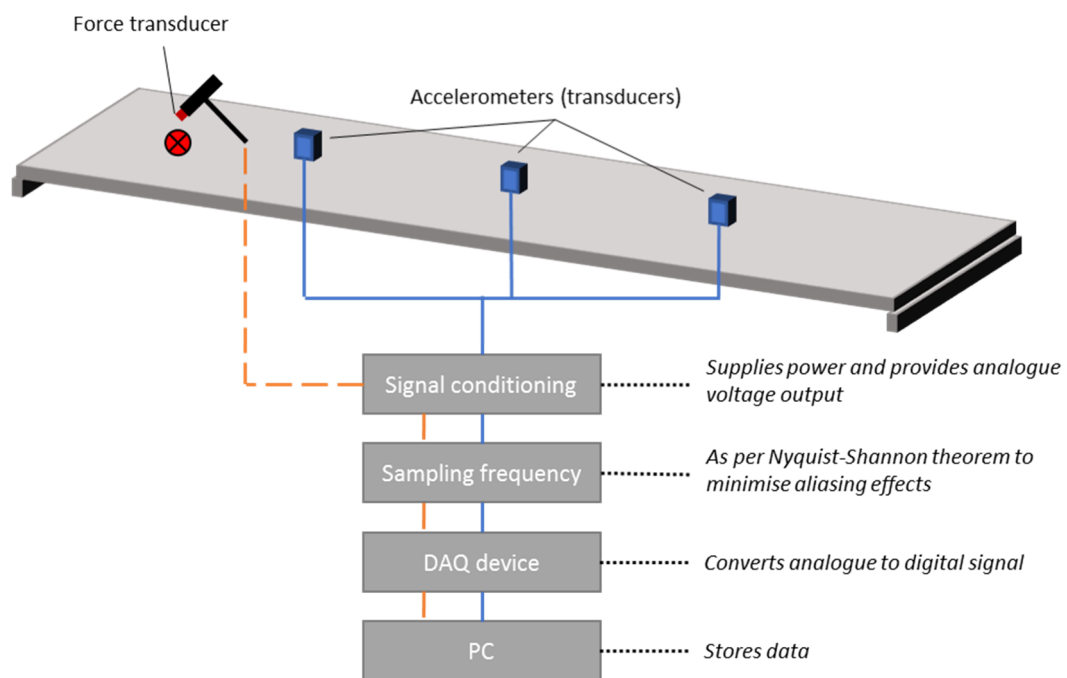 Force transducer
Accelerometers (transducers)
Signal conditioning
Supplies power and provides analogue
voltage output
Sampling frequency
As per Nyquist-Shannon theorem to
minimise aliasing effects
DAQ device
Converts analogue to digital signal
PC
Stores data